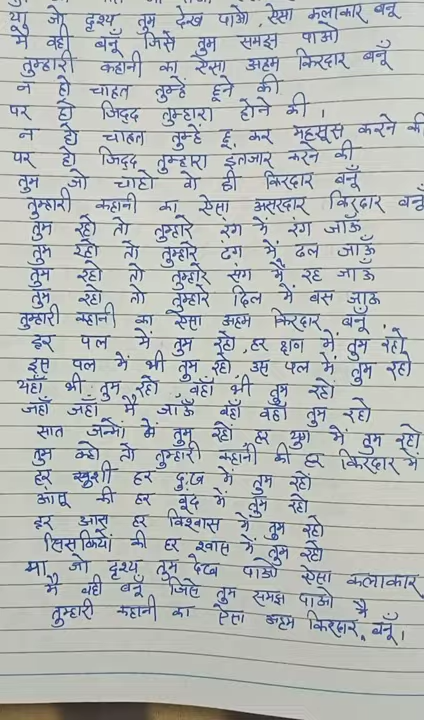 या जो दृश्य तुम देख पाओ, ऐसा कलाकार बनू
मैं वही बनूँ जिसे तुम समझ पाओ
तुम्हारी कहानी का ऐसा अहम किरदार बनूँ
न हो चाहत तुम्हें छूने की
पर हो जिद्द तुम्हारा होने की।
न हो चाहत तुम्हें छू कर महसूस करने की
पर हो जिद्द तुम्हारा इंतजार करने की
तुम जो चाहो वो ही किरदार बनूँ
तुम्हारी कहानी का ऐसा असरदार किरदार बनूँ
तुम रहो तो तुम्हारे रंग में रंग जाऊँ
तुम रहो तो तुम्हारे ढंग में ढल जाऊँ
तुम रहो तो तुम्हारे संग में रह जाऊँ
तुम रहो तो तुम्हारे दिल में बस जाऊ
तुम्हारी कहानी का ऐसा अहम किरदार बनूँ
हर पल में तुम रहो, हर क्षण में तुम रहो
इस पल में भी तुम रहो, उस पल में तुम रहो
यहाँ भी तुम रहो, वहाँ भी तुम रहो
जहाँ जहाँ मैं जाऊँ वहाँ वहाँ तुम रहो
सात जन्मों में तुम रहो हर युग में तुम रहो
तुम कहो तो तुम्हारी कहानी की हर किरदार में
हर खुशी हर दुःख में तुम रहो
आंसू की हर बूंद में तुम रहो
हर आस हर विश्वास में तुम रहो
सिसकियों की हर श्वास में तुम रहो
या जो दृश्य तुम देख पाओ ऐसा कलाकार
मैं वही बनूँ जिसे तुम समझ पाओ
तुम्हारी कहानी का ऐसा अहम किरदार मैं बनूँ।